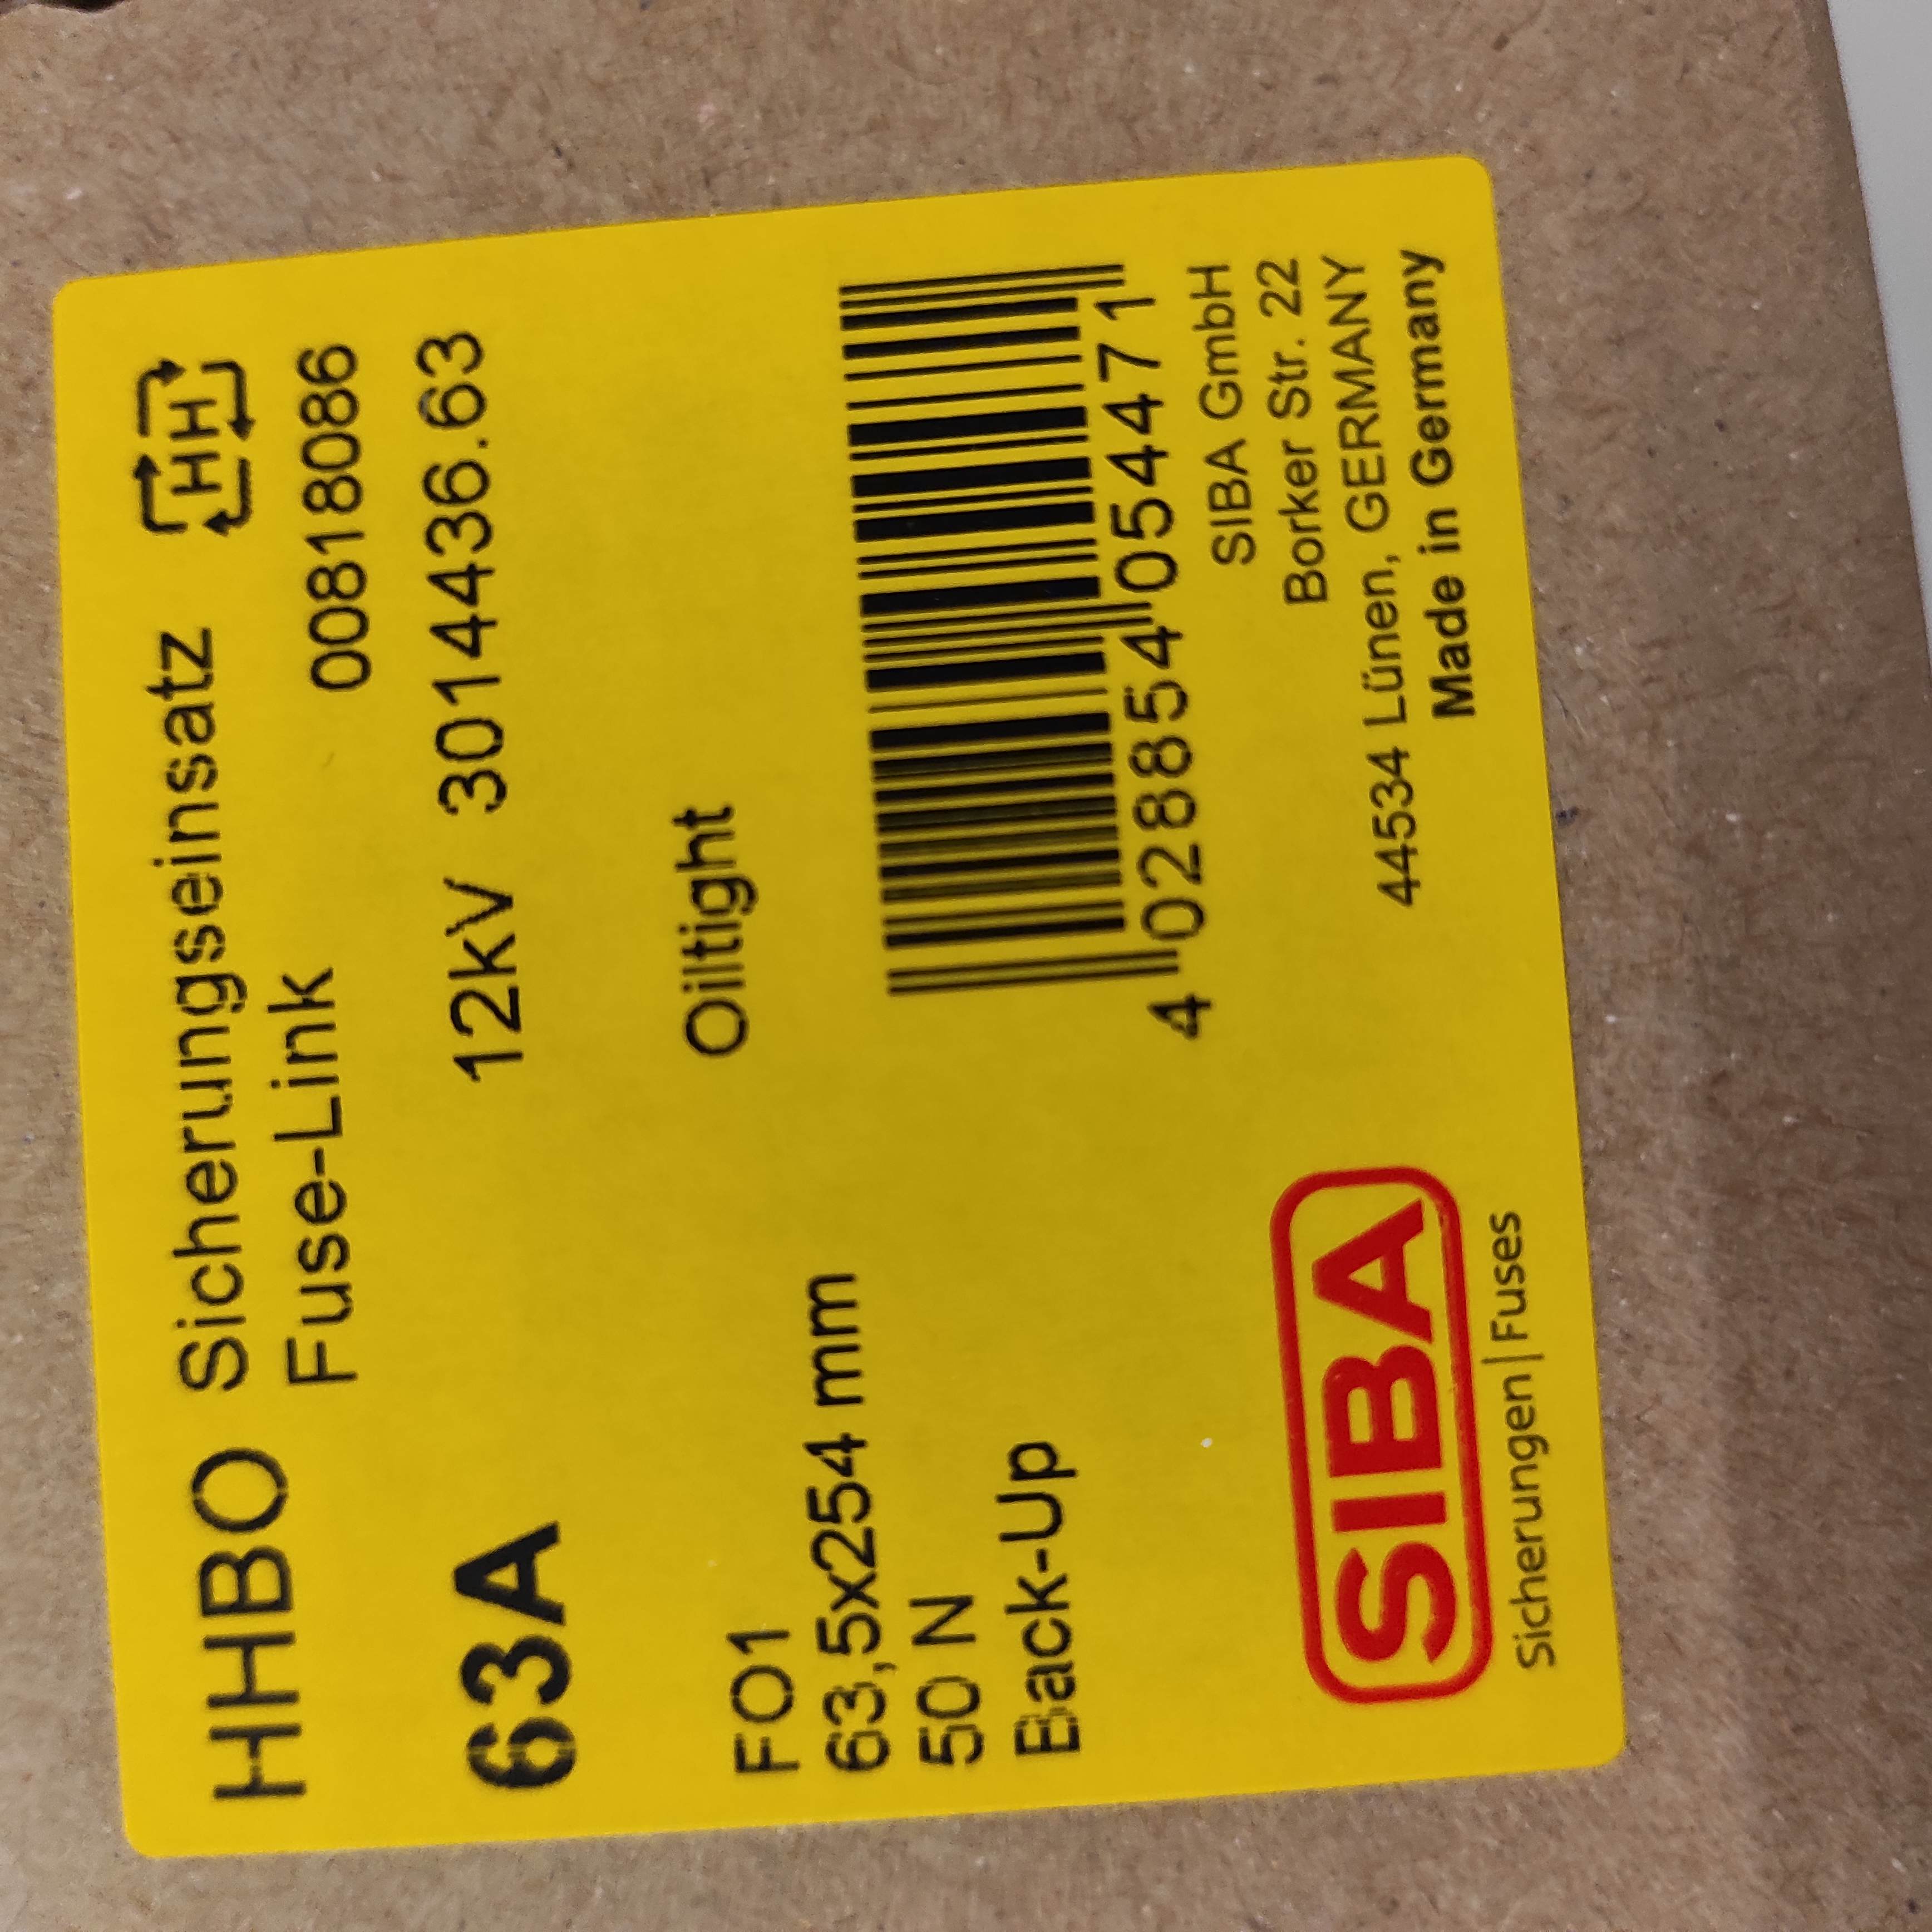 HHBO Sicherungseinsatz HH
Fuse-Link 00818086
63A 12kV 3014436.63
Oiltight
FO1
63,5x254 mm
50 N
Back-Up
4 028854 054471
SIBA GmbH
Borker Str. 22
44534 Lünen, GERMANY
Made in Germany
SIBA
Sicherungen|Fuses